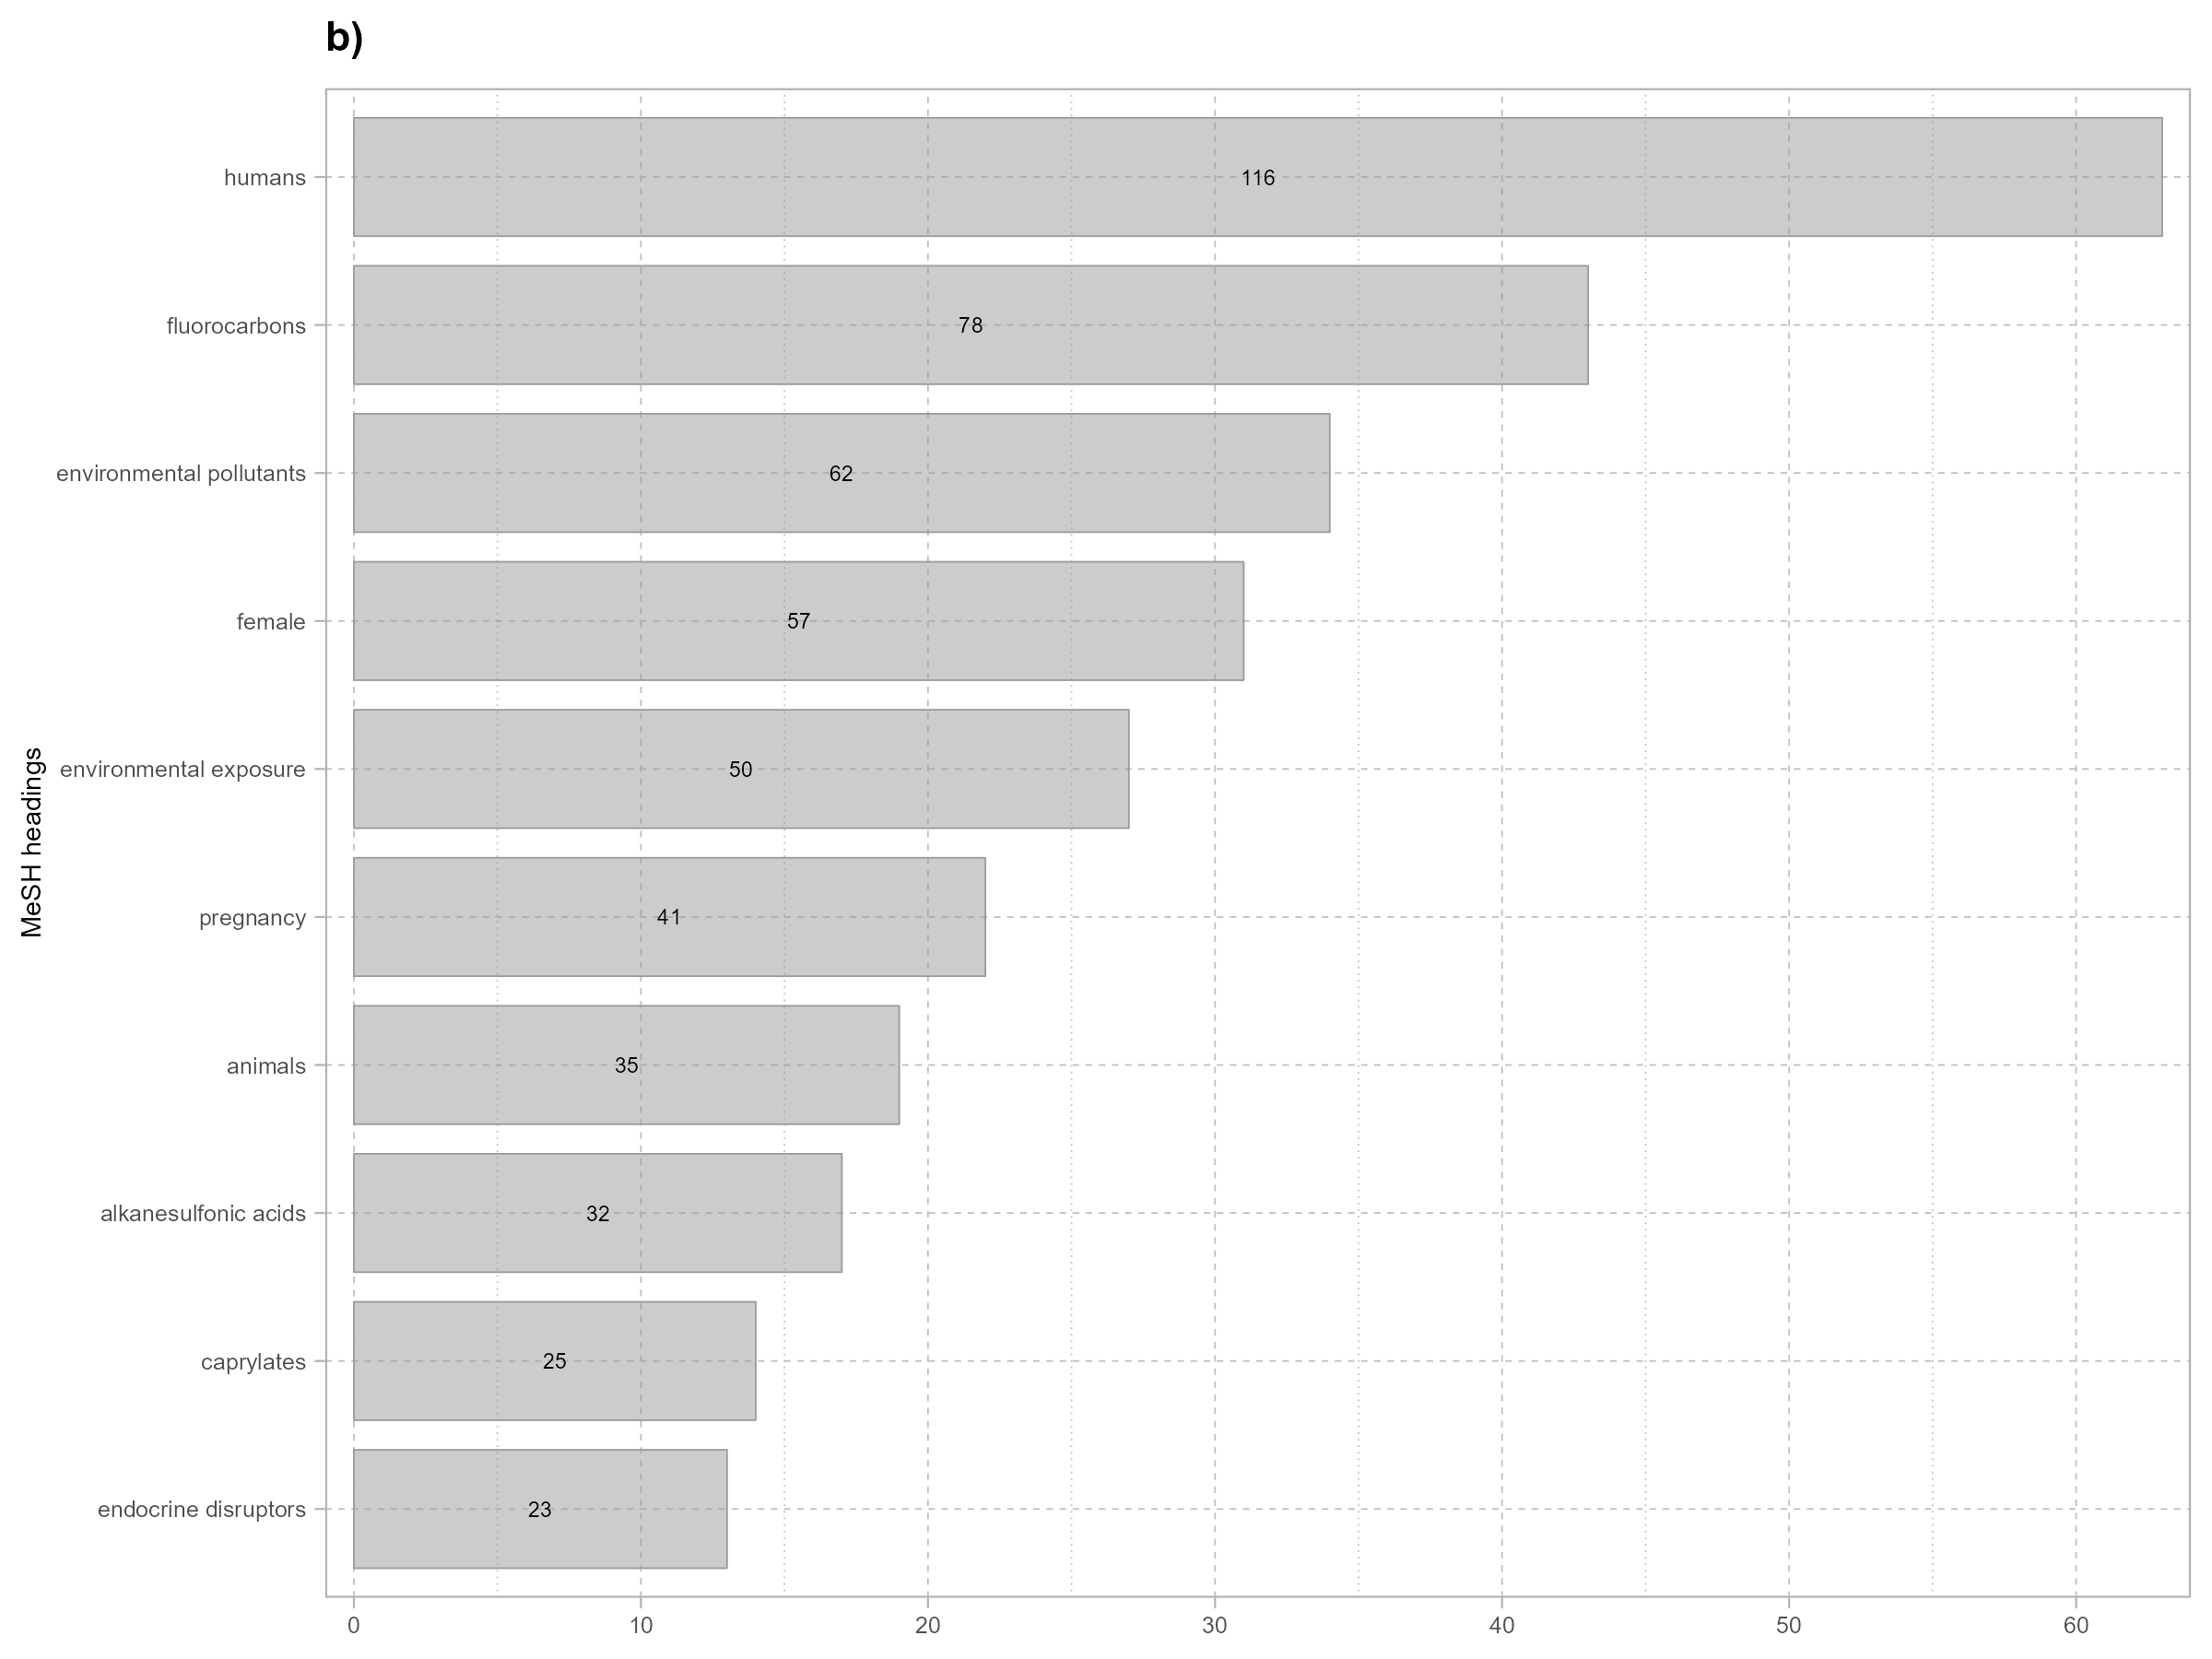 b)
MeSH headings
humans
116
fluorocarbons
78
environmental pollutants
62
female
57
environmental exposure
50
pregnancy
41
animals
35
alkanesulfonic acids
32
caprylates
25
endocrine disruptors
23
0 10 20 30 40 50 60